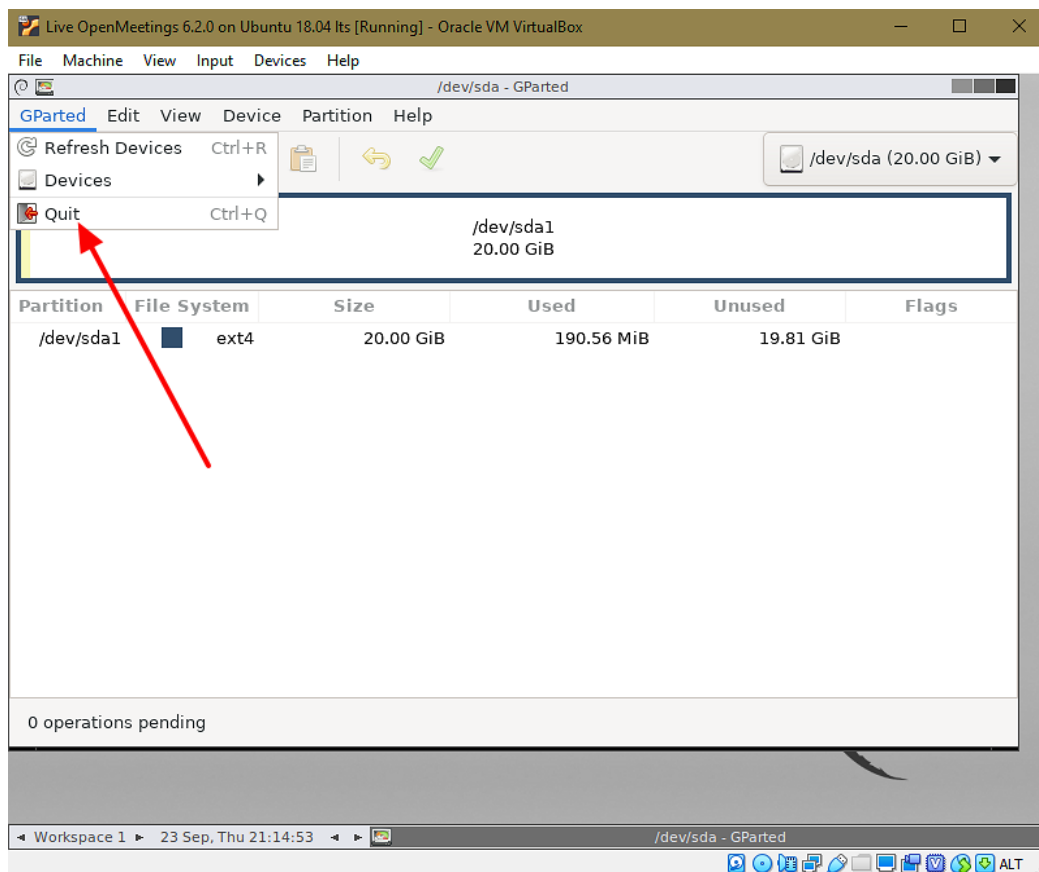 Live OpenMeetings 6.2.0 on Ubuntu 18.04 lts [Running] - Oracle VM VirtualBox
File Machine View Input Devices Help
/dev/sda - GParted
GParted Edit View Device Partition Help
Refresh Devices Ctrl+R
/dev/sda (20.00 GiB)
Devices
Quit Ctrl+Q
/dev/sda1
20.00 GiB
Partition File System Size Used Unused Flags
/dev/sda1 ext4 20.00 GiB 190.56 MiB 19.81 GiB
0 operations pending
Workspace 1 23 Sep, Thu 21:14:53 /dev/sda - GParted
ALT